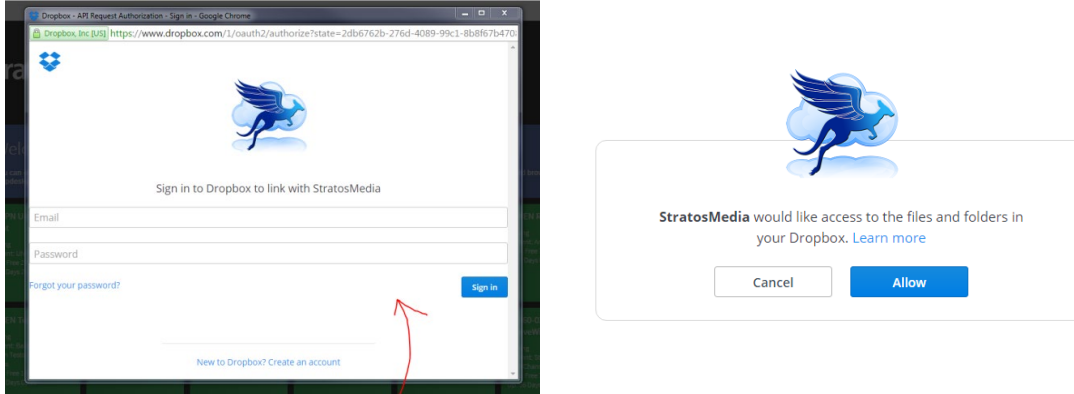 Dropbox - API Request Authorization - Sign in - Google Chrome
Dropbox, Inc [US] https://www.dropbox.com/1/oauth2/authorize?state=2db6762b-276d-4089-99c1-8b8f67b470
Sign in to Dropbox to link with StratosMedia
Email
Password
Forgot your password?
Sign in
New to Dropbox? Create an account
StratosMedia would like access to the files and folders in
your Dropbox. Learn more
Cancel
Allow